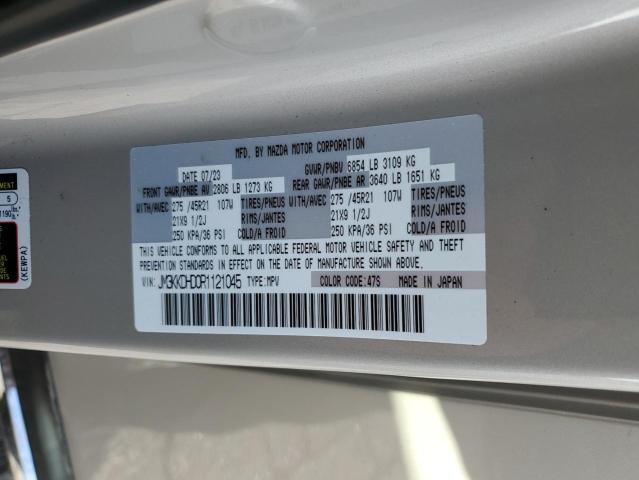 MFD. BY MAZDA MOTOR CORPORATION
DATE 07/23 GVWR/PNBV 6854 LB 3109 KG
FRONT GAWR/PNBE AV 2806 LB 1273 KG REAR GAWR/PNBE AR 3640 LB 1651 KG
WITH/AVEC 275 /45R21 107W TIRES/PNEUS WITH/AVEC 275 /45R21 107W TIRES/PNEUS
21X9 1/2J RIMS/JANTES 21X9 1/2J RIMS/JANTES
250 KPA/36 PSI COLD/A FROID 250 KPA/36 PSI COLD/A FROID
THIS VEHICLE CONFORMS TO ALL APPLICABLE FEDERAL MOTOR VEHICLE SAFETY AND THEFT
PREVENTION STANDARDS IN EFFECT ON THE DATE OF MANUFACTURE SHOWN ABOVE.
VIN: JM3KKDHD0R1121045 TYPE:MPV COLOR CODE:47S MADE IN JAPAN
5
(KEWPA)